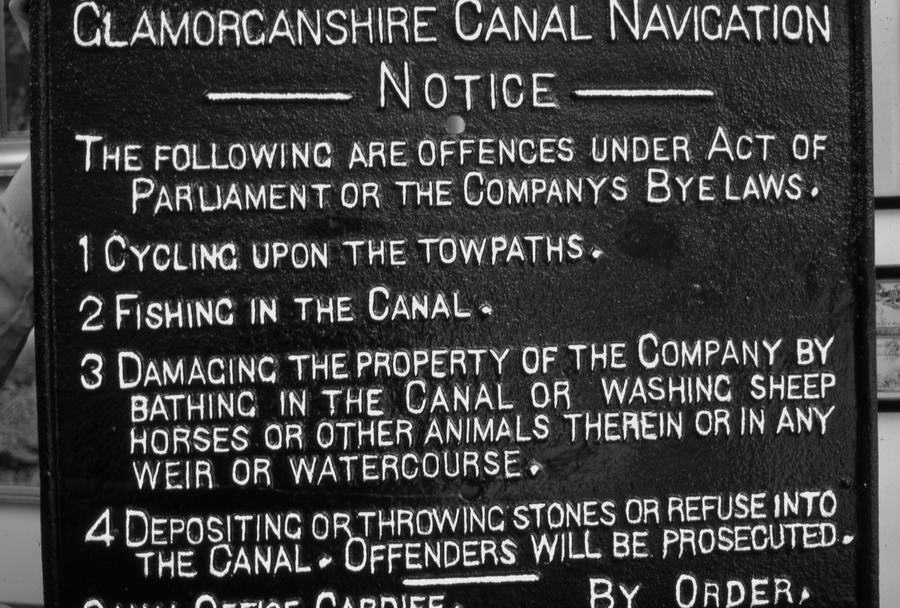 GLAMORGANSHIRE CANAL NAVIGATION
NOTICE
THE FOLLOWING ARE OFFENCES UNDER ACT OF
PARLIAMENT OR THE COMPANYS BYE LAWS.
1 CYCLING UPON THE TOWPATHS.
2 FISHING IN THE CANAL.
3 DAMAGING THE PROPERTY OF THE COMPANY BY
BATHING IN THE CANAL OR WASHING SHEEP
HORSES OR OTHER ANIMALS THEREIN OR IN ANY
WEIR OR WATERCOURSE.
4 DEPOSITING OR THROWING STONES OR REFUSE INTO
THE CANAL. OFFENDERS WILL BE PROSECUTED.
BY ORDER.
CANAL OFFICE CARDIFF.